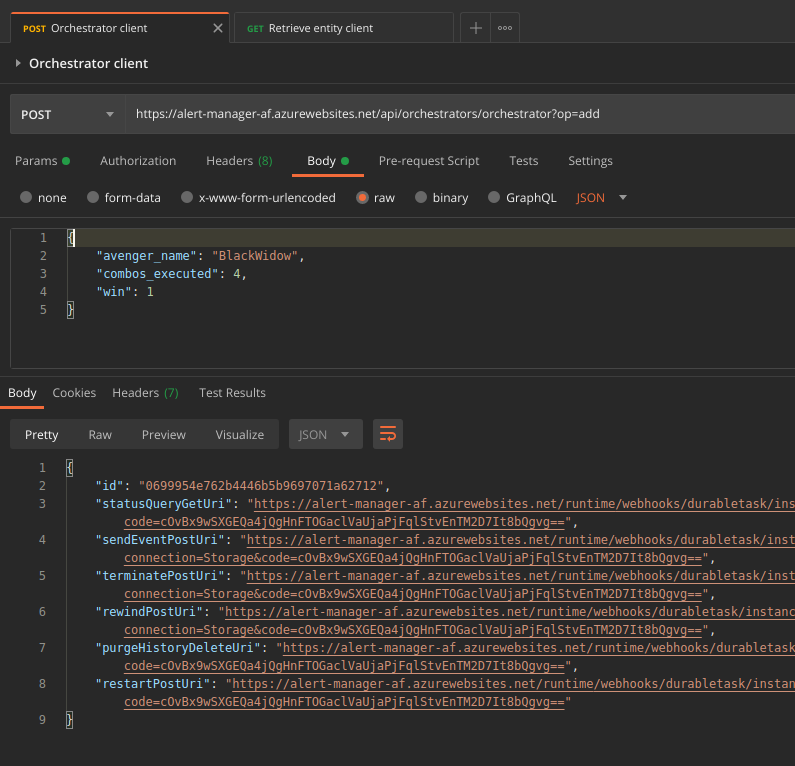 POST Orchestrator client
GET Retrieve entity client
Orchestrator client
POST https://alert-manager-af.azurewebsites.net/api/orchestrators/orchestrator?op=add
Params Authorization Headers (8) Body Pre-request Script Tests Settings
none form-data x-www-form-urlencoded raw binary GraphQL JSON
1 {
2 "avenger_name": "BlackWidow",
3 "combos_executed": 4,
4 "win": 1
5 }
Body Cookies Headers (7) Test Results
Pretty Raw Preview Visualize JSON
1 {
2 "id": "0699954e762b4446b5b9697071a62712",
3 "statusQueryGetUri": "https://alert-manager-af.azurewebsites.net/runtime/webhooks/durabletask/ins
code=cOvBx9wSXGEQa4jQgHnFTOGaclVaUjaPjFqlStvEnTM2D7It8bQgvg==",
4 "sendEventPostUri": "https://alert-manager-af.azurewebsites.net/runtime/webhooks/durabletask/inst
connection=Storage&code=cOvBx9wSXGEQa4jQgHnFTOGaclVaUjaPjFqlStvEnTM2D7It8bQgvg==",
5 "terminatePostUri": "https://alert-manager-af.azurewebsites.net/runtime/webhooks/durabletask/inst
connection=Storage&code=cOvBx9wSXGEQa4jQgHnFTOGaclVaUjaPjFqlStvEnTM2D7It8bQgvg==",
6 "rewindPostUri": "https://alert-manager-af.azurewebsites.net/runtime/webhooks/durabletask/instanc
connection=Storage&code=cOvBx9wSXGEQa4jQgHnFTOGaclVaUjaPjFqlStvEnTM2D7It8bQgvg==",
7 "purgeHistoryDeleteUri": "https://alert-manager-af.azurewebsites.net/runtime/webhooks/durabletask
code=cOvBx9wSXGEQa4jQgHnFTOGaclVaUjaPjFqlStvEnTM2D7It8bQgvg==",
8 "restartPostUri": "https://alert-manager-af.azurewebsites.net/runtime/webhooks/durabletask/instan
code=cOvBx9wSXGEQa4jQgHnFTOGaclVaUjaPjFqlStvEnTM2D7It8bQgvg=="
9 }